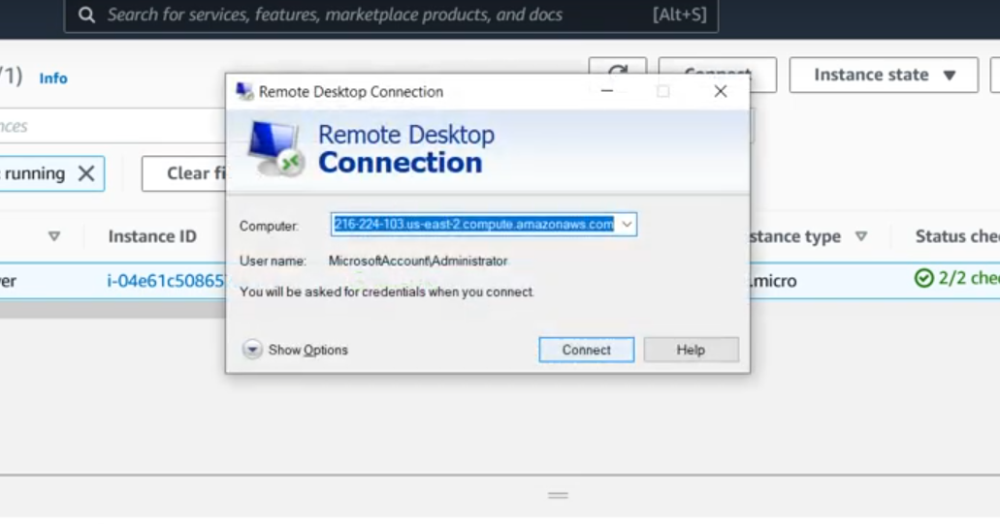 Search for services, features, marketplace products, and docs [Alt+S]
/1) Info
Connect
Instance state
Remote Desktop Connection
Remote Desktop
Connection
running
Clear fi
Computer: 216-224-103.us-east-2.compute.amazonaws.com
User name: MicrosoftAccount\Administrator
You will be asked for credentials when you connect.
Show Options Connect Help
Instance ID
stance type
Status che
i-04e61c50865
.micro
2/2 che